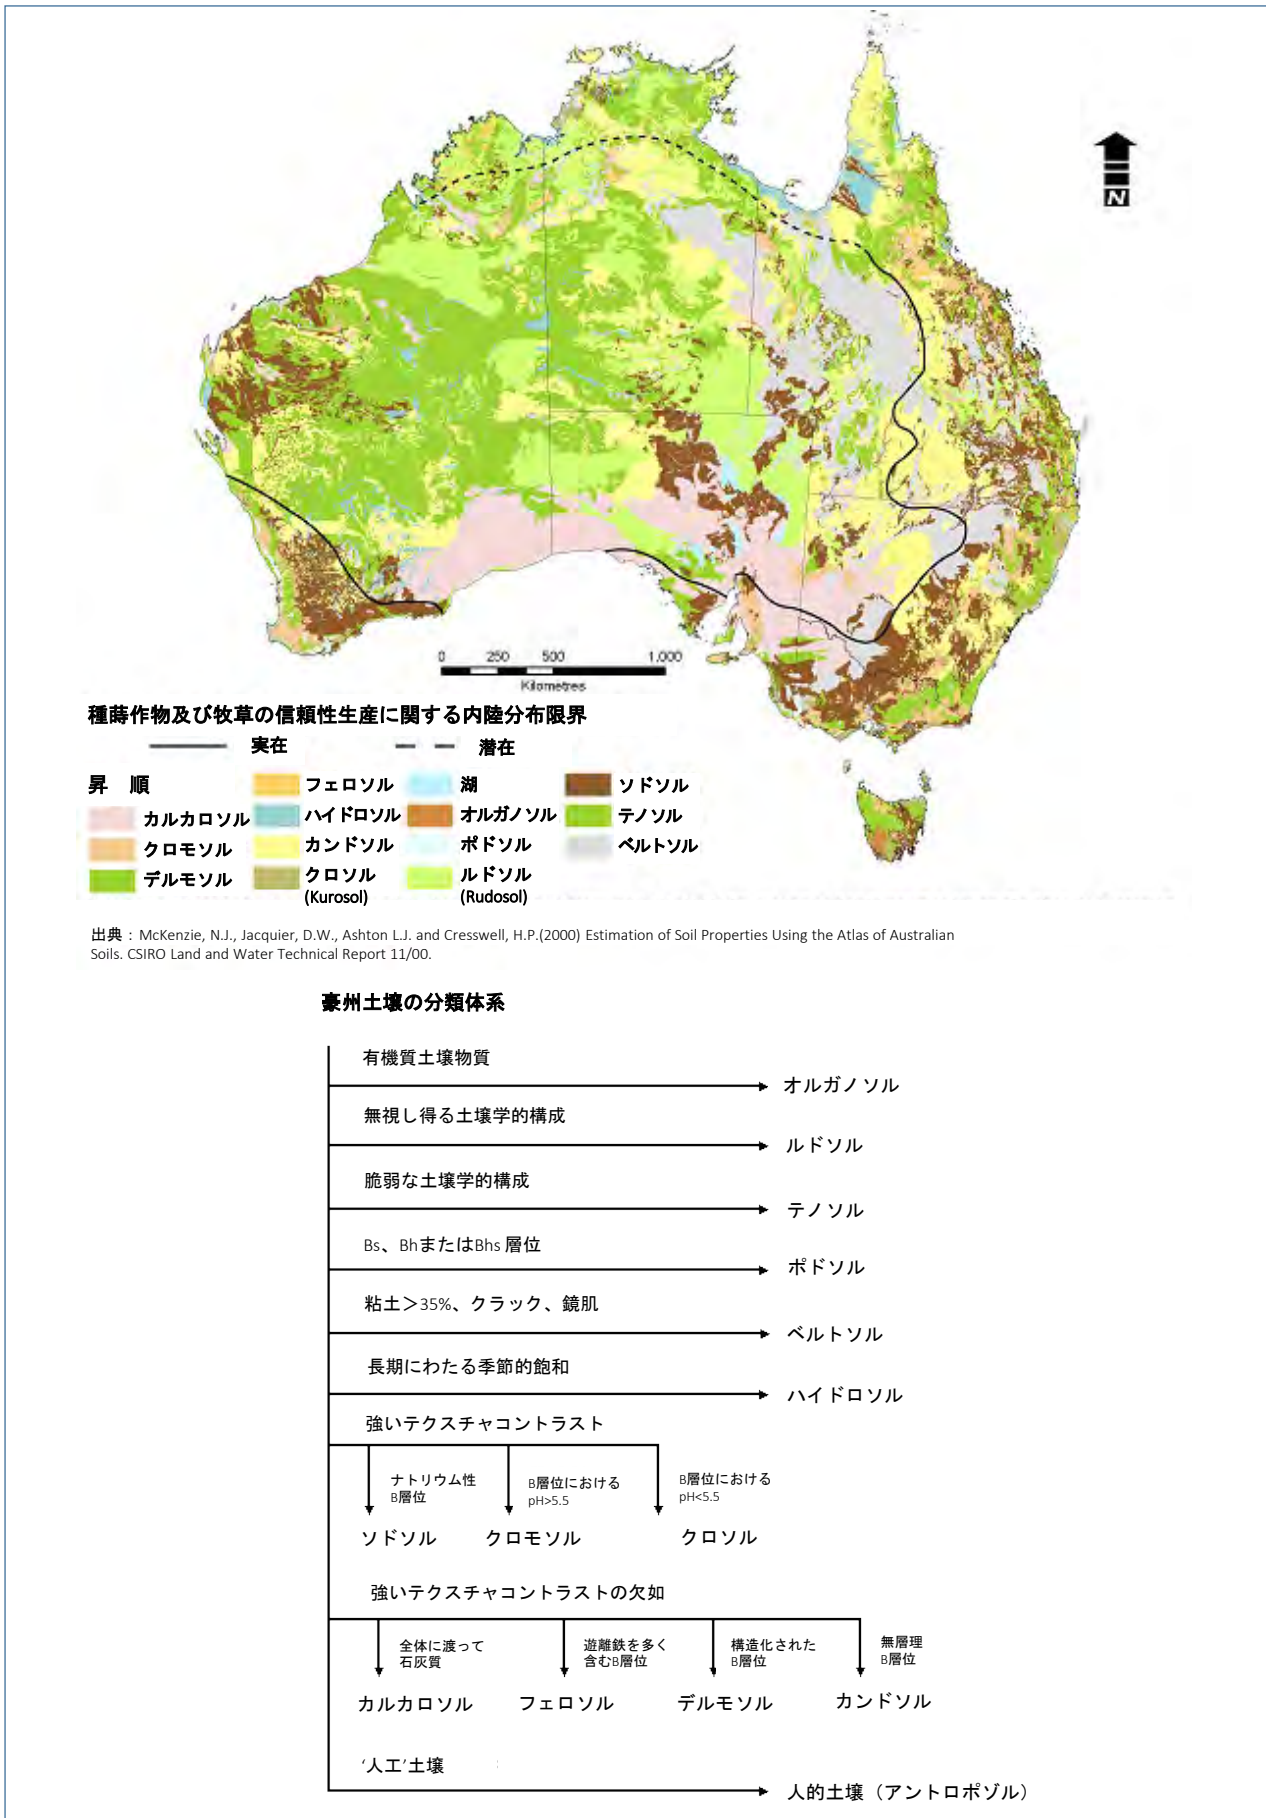 N
0 250 500 1,000
Kilometres
種蒔作物及び牧草の信頼性生産に関する内陸分布限界
実在 潜在
昇 順 フェロソル 湖 ソドソル
カルカロソル ハイドロソル オルガノソル テノソル
クロモソル カンドソル ポドソル ベルトソル
デルモソル クロソル ルドソル
(Kurosol) (Rudosol)
出典：McKenzie, N.J., Jacquier, D.W., Ashton L.J. and Cresswell, H.P.(2000) Estimation of Soil Properties Using the Atlas of Australian
Soils. CSIRO Land and Water Technical Report 11/00.
豪州土壌の分類体系
有機質土壌物質
オルガノソル
無視し得る土壌学的構成
ルドソル
脆弱な土壌学的構成
テノソル
Bs、BhまたはBhs 層位
ポドソル
粘土＞35%、クラック、鏡肌
ベルトソル
長期にわたる季節的飽和
ハイドロソル
強いテクスチャコントラスト
ナトリウム性 B層位における B層位における
B層位 pH>5.5 pH<5.5
ソドソル クロモソル クロソル
強いテクスチャコントラストの欠如
全体に渡って 遊離鉄を多く 構造化された 無層理
石灰質 含むB層位 B層位 B層位
カルカロソル フェロソル デルモソル カンドソル
‘人工’土壌
人的土壌（アントロポゾル）